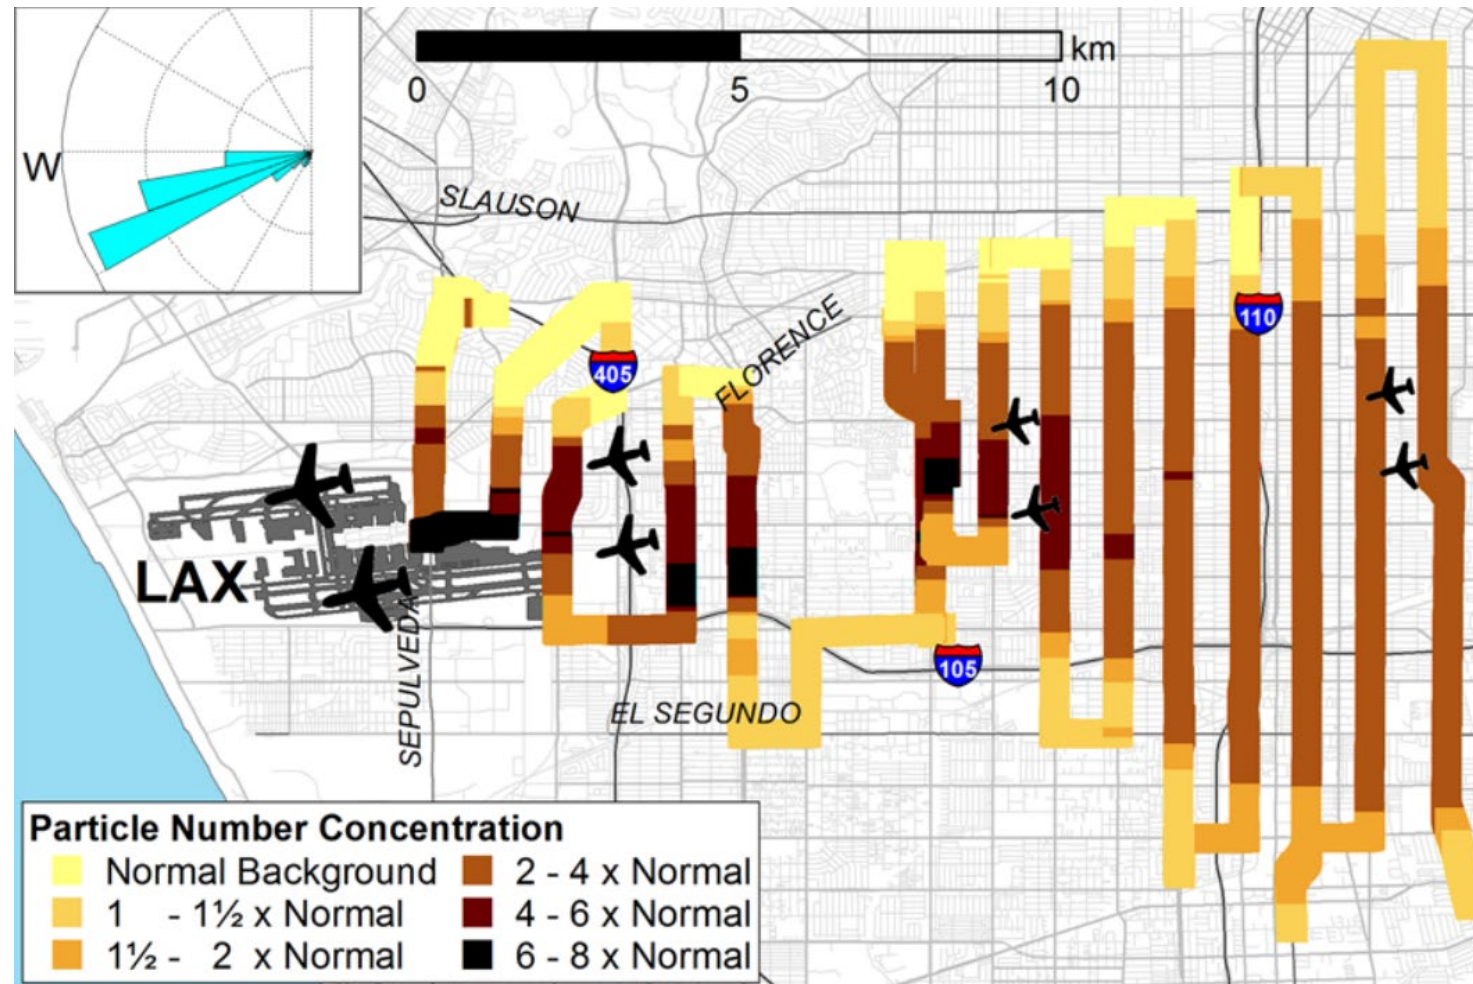 km
0 5 10
W
SLAUSON
FLORENCE
110
405
LAX
SEPULVEDA
105
EL SEGUNDO
Particle Number Concentration
Normal Background
1 - 1½ x Normal
1½ - 2 x Normal
2 - 4 x Normal
4 - 6 x Normal
6 - 8 x Normal